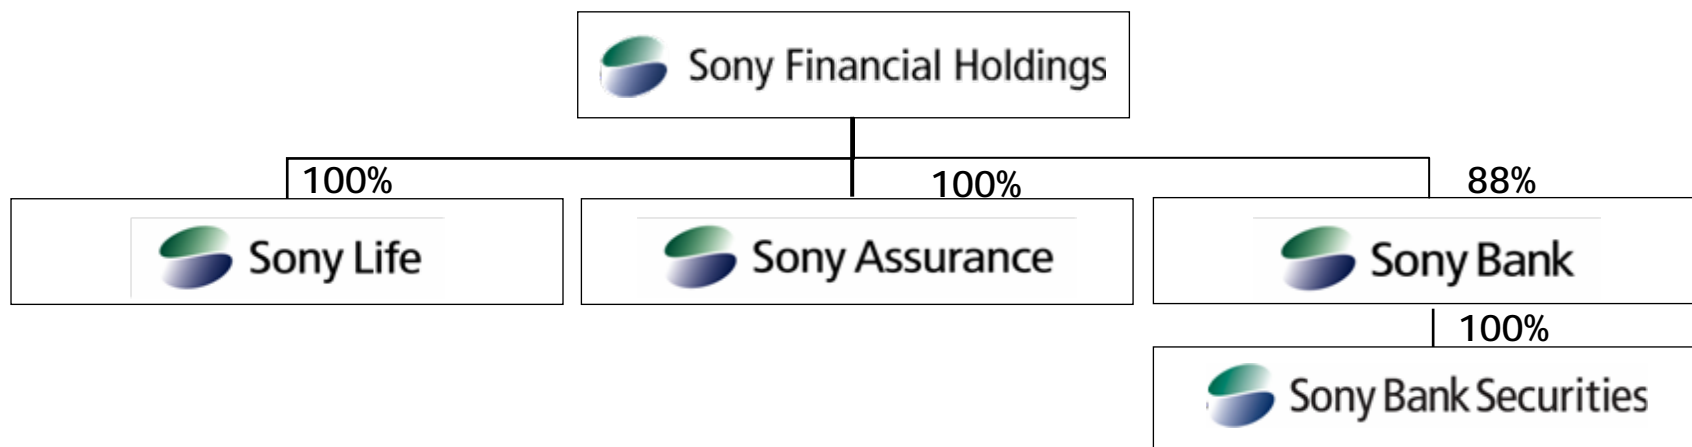 Sony Financial Holdings
100%
100%
88%
Sony Life
Sony Assurance
Sony Bank
100%
Sony Bank Securities